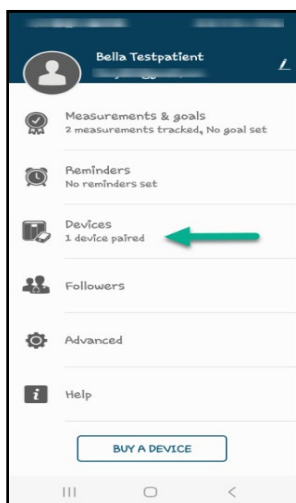 Bella Testpatient
Measurements & goals
2 measurements tracked, No goal set
Reminders
No reminders set
Devices
1 device paired
Followers
Advanced
i Help
BUY A DEVICE